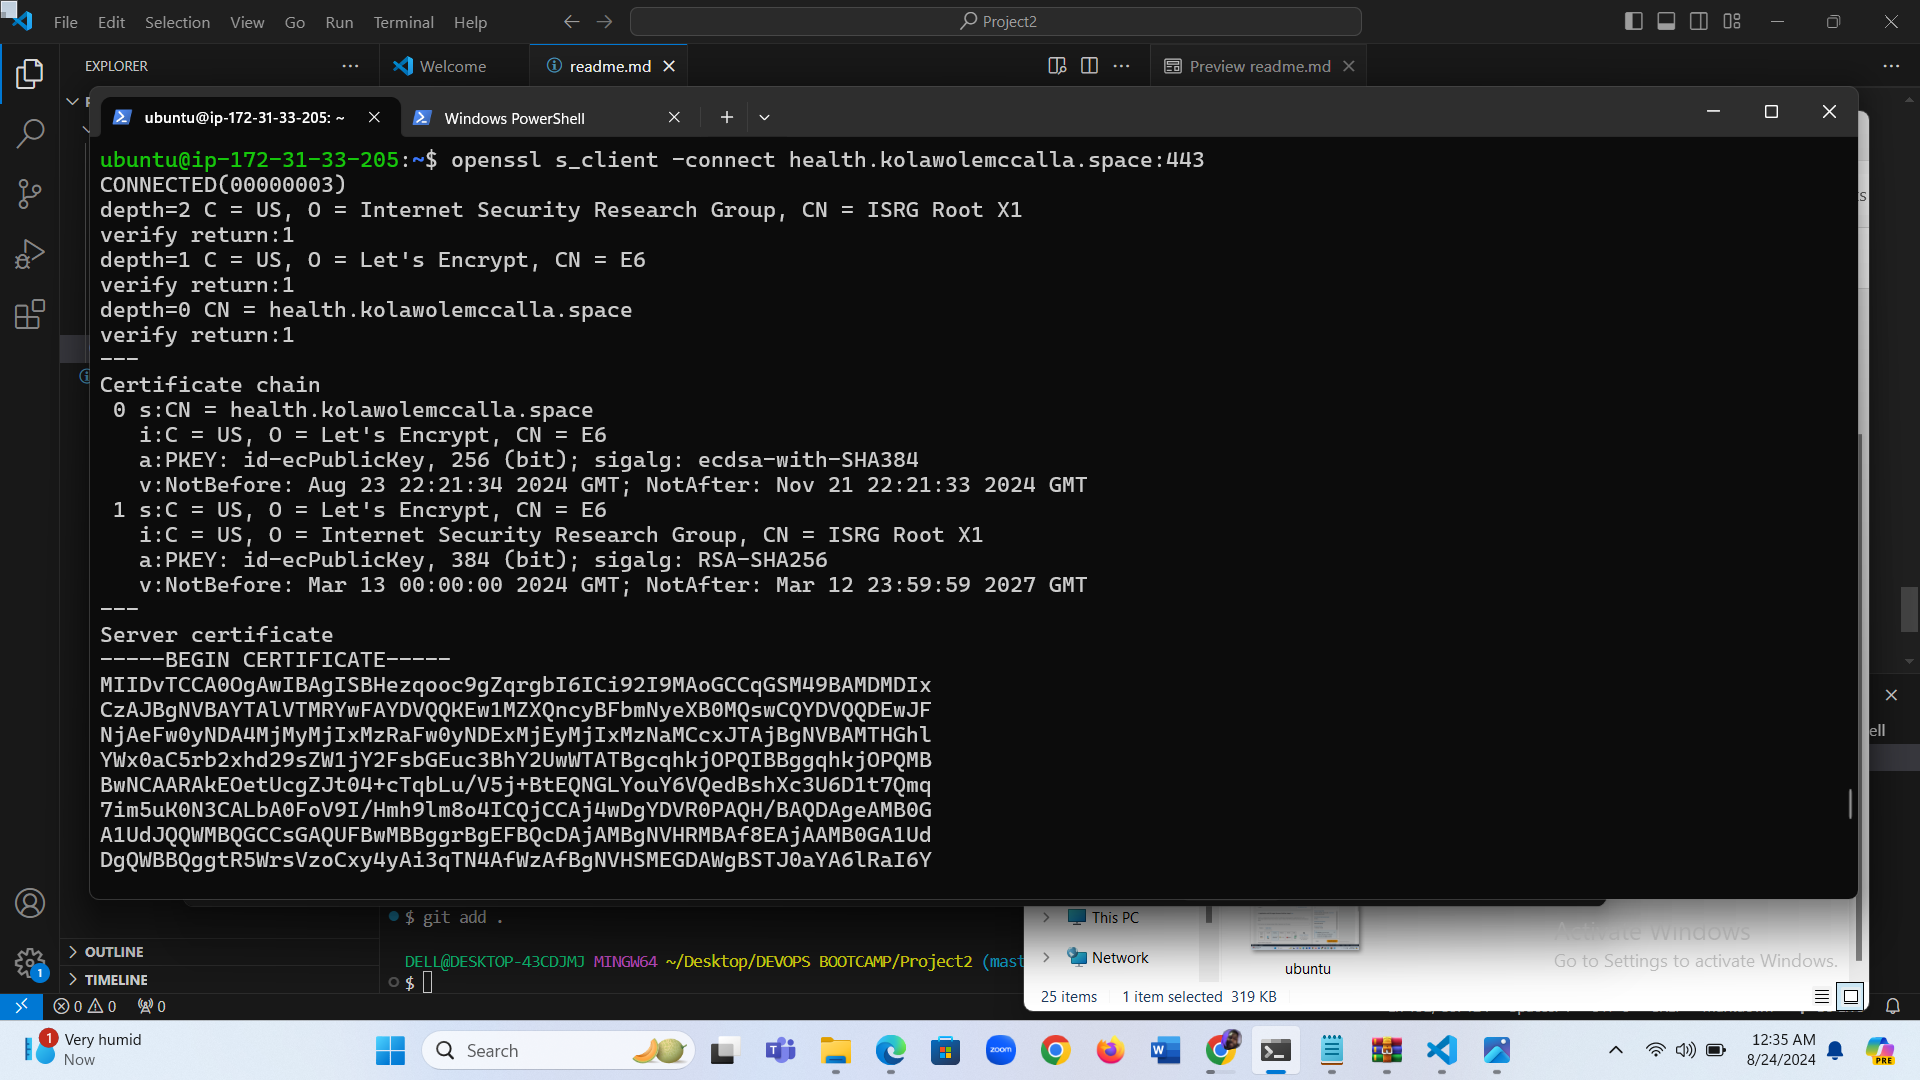 File Edit Selection View Go Run Terminal Help
Project2
EXPLORER
Welcome
readme.md
Preview readme.md
ubuntu@ip-172-31-33-205: ~
Windows PowerShell
ubuntu@ip-172-31-33-205:~$ openssl s_client -connect health.kolawolemccalla.space:443
CONNECTED(00000003)
depth=2 C = US, O = Internet Security Research Group, CN = ISRG Root X1
verify return:1
depth=1 C = US, O = Let's Encrypt, CN = E6
verify return:1
depth=0 CN = health.kolawolemccalla.space
verify return:1
---
Certificate chain
0 s:CN = health.kolawolemccalla.space
i:C = US, O = Let's Encrypt, CN = E6
a:PKEY: id-ecPublicKey, 256 (bit); sigalg: ecdsa-with-SHA384
v:NotBefore: Aug 23 22:21:34 2024 GMT; NotAfter: Nov 21 22:21:33 2024 GMT
1 s:C = US, O = Let's Encrypt, CN = E6
i:C = US, O = Internet Security Research Group, CN = ISRG Root X1
a:PKEY: id-ecPublicKey, 384 (bit); sigalg: RSA-SHA256
v:NotBefore: Mar 13 00:00:00 2024 GMT; NotAfter: Mar 12 23:59:59 2027 GMT
---
Server certificate
-----BEGIN CERTIFICATE-----
MIIDvTCCA0OgAwIBAgISBHezqooc9gZqrgbI6ICi92I9MAoGCCqGSM49BAMDMDIx
CzAJBgNVBAYTAlVTMRYwFAYDVQQKEw1MZXQncyBFbmNyeXB0MQswCQYDVQQDEwJF
NjAeFw0yNDA4MjMyMjIxMzRaFw0yNDExMjEyMjIxMzNaMCcxJTAjBgNVBAMTHGhl
YWx0aC5rb2xhd29sZW1jY2FsbGEuc3BhY2UwWTATBgcqhkjOPQIBBggqhkjOPQMB
BwNCAARAkEOetUcgZJt04+cTqbLu/V5j+BtEQNGLYouY6VQedBshXc3U6D1t7Qmq
7im5uK0N3CALbA0FoV9I/Hmh9lm8o4ICQjCCAj4wDgYDVR0PAQH/BAQDAgeAMB0G
A1UdJQQWMBQGCCsGAQUFBwMBBggrBgEFBQcDAjAMBgNVHRMBAf8EAjAAMB0GA1Ud
DgQWBBQggtR5WrsVzoCxy4yAi3qTN4AfWzAfBgNVHSMEGDAWgBSTJ0aYA6lRaI6Y
ell
$ git add .
DELL@DESKTOP-43CDJMJ MINGW64 ~/Desktop/DEVOPS BOOTCAMP/Project2 (mast
$
OUTLINE
TIMELINE
1
0 0 0
This PC
Network
ubuntu
25 items 1 item selected 319 KB
Activate Windows
Go to Settings to activate Windows.
1
Very humid
Now
Search
zoom
PRE
12:35 AM
8/24/2024